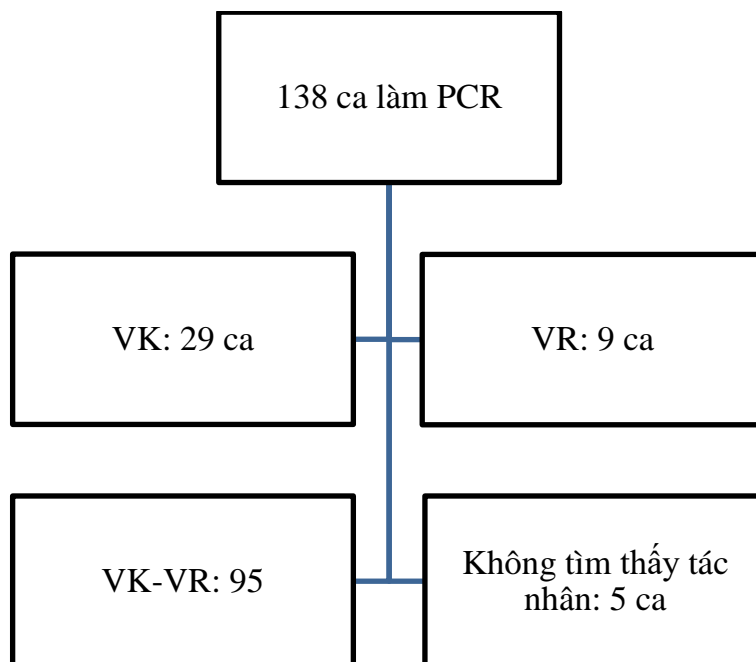 138 ca làm PCR
VK: 29 ca
VR: 9 ca
VK-VR: 95
Không tìm thấy tác
nhân: 5 ca